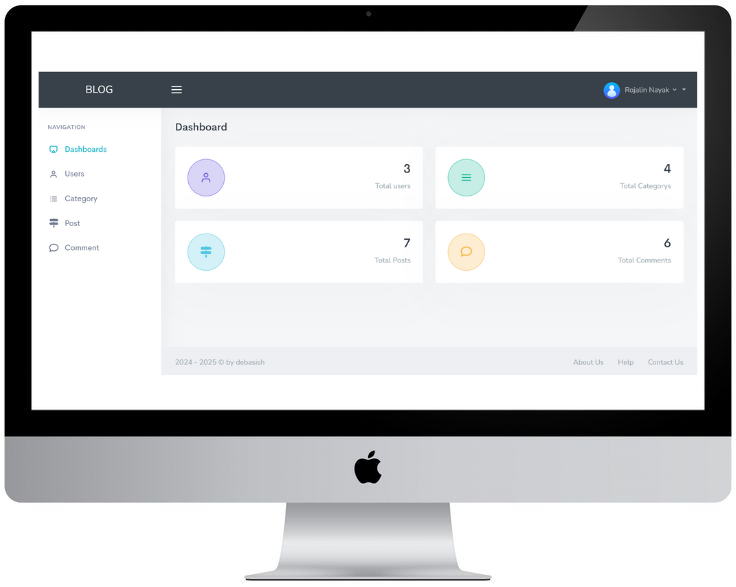 BLOG
Rojalin Nayak
NAVIGATION
Dashboards
Users
Category
Post
Comment
Dashboard
3
Total users
4
Total Categorys
7
Total Posts
6
Total Comments
2024 - 2025 © by debasish
About Us Help Contact Us